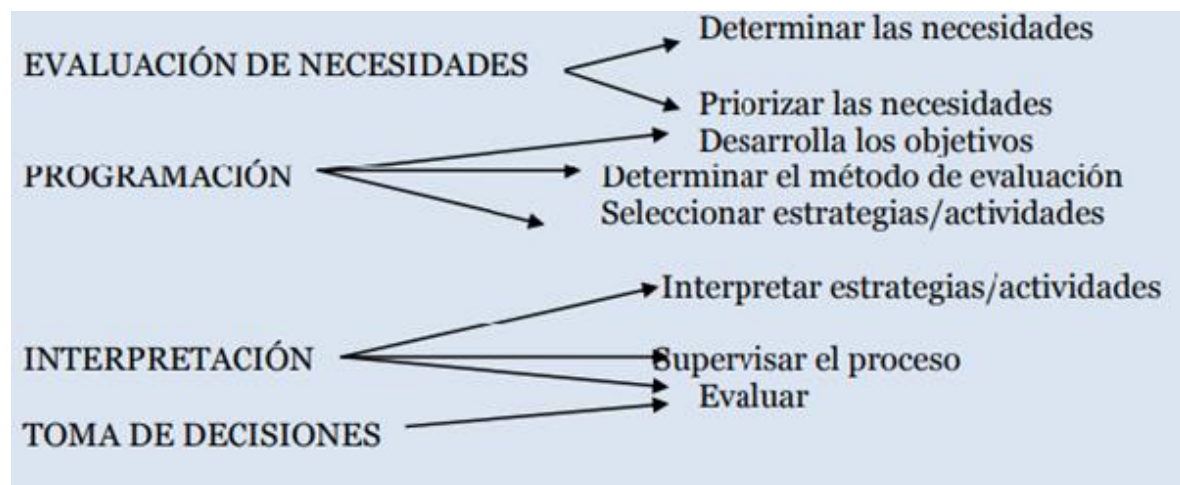 Determinar las necesidades
EVALUACIÓN DE NECESIDADES
Priorizar las necesidades
Desarrolla los objetivos
PROGRAMACIÓN
Determinar el método de evaluación
Seleccionar estrategias/actividades
Interpretar estrategias/actividades
INTERPRETACIÓN
Supervisar el proceso
Evaluar
TOMA DE DECISIONES